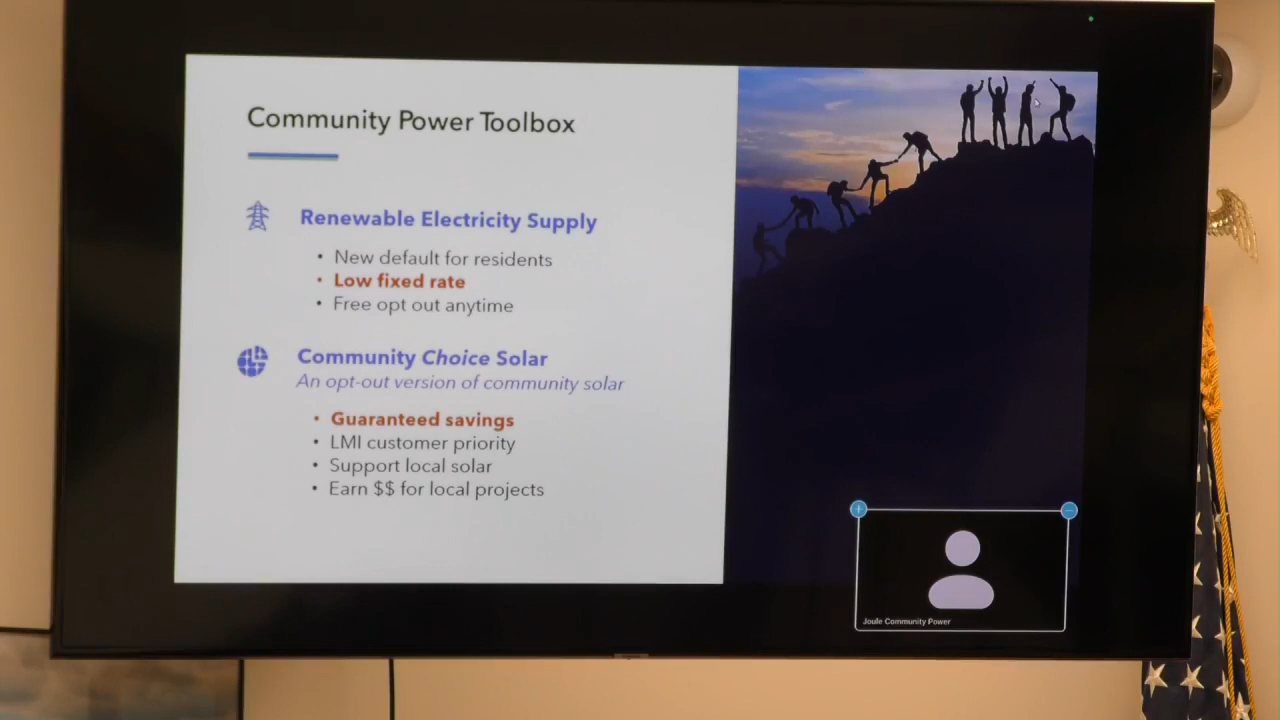 Community Power Toolbox
Renewable Electricity Supply
• New default for residents
• Low fixed rate
• Free opt out anytime
Community Choice Solar
An opt-out version of community solar
• Guaranteed savings
• LMI customer priority
• Support local solar
• Earn $$ for local projects
Joule Community Power